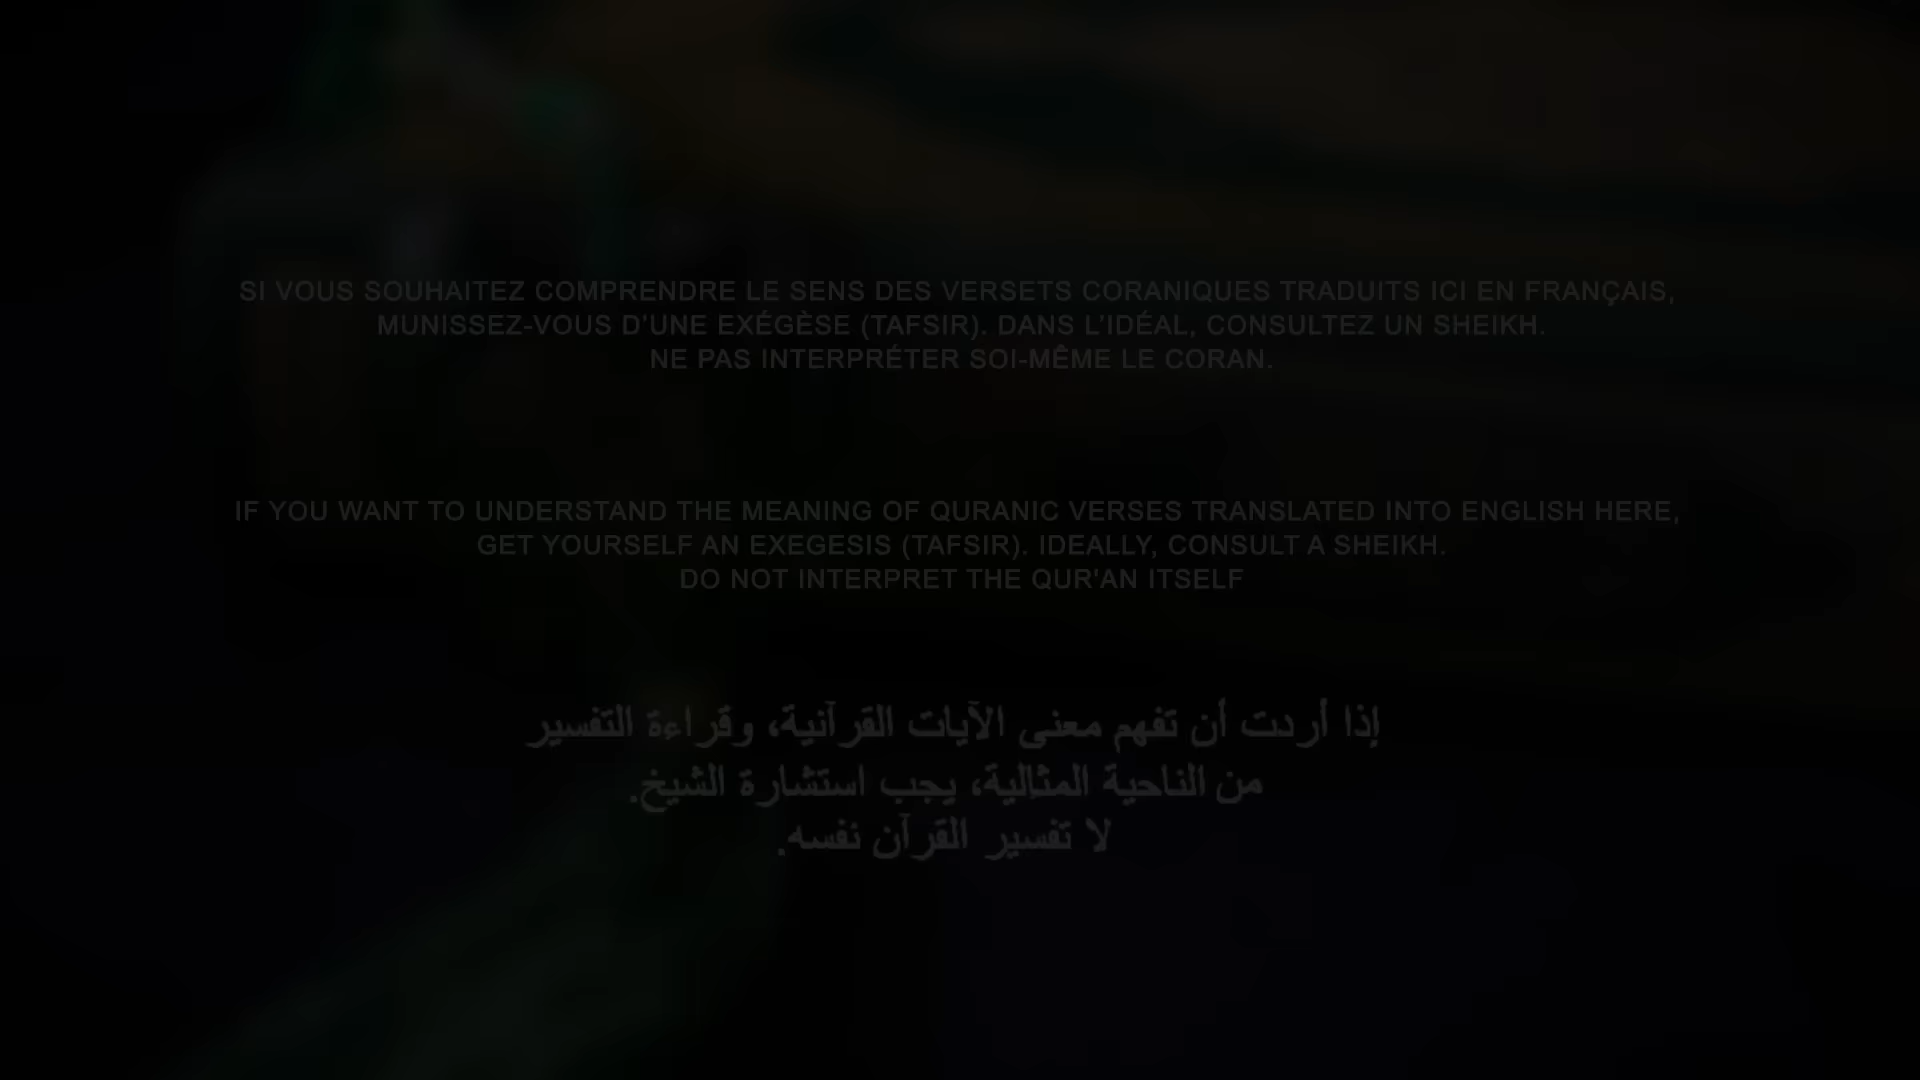 SI VOUS SOUHAITEZ COMPRENDRE LE SENS DES VERSETS CORANIQUES TRADUITS ICI EN FRANÇAIS,
MUNISSEZ-VOUS D’UNE EXÉGÈSE (TAFSIR). DANS L’IDÉAL, CONSULTEZ UN SHEIKH.
NE PAS INTERPRÉTER SOI-MÊME LE CORAN.
IF YOU WANT TO UNDERSTAND THE MEANING OF QURANIC VERSES TRANSLATED INTO ENGLISH HERE,
GET YOURSELF AN EXEGESIS (TAFSIR). IDEALLY, CONSULT A SHEIKH.
DO NOT INTERPRET THE QUR'AN ITSELF
إذا أردت أن تفهم معنى الآيات القرآنية، وقراءة التفسير
من الناحية المثالية، يجب استشارة الشيخ.
لا تفسير القرآن نفسه.